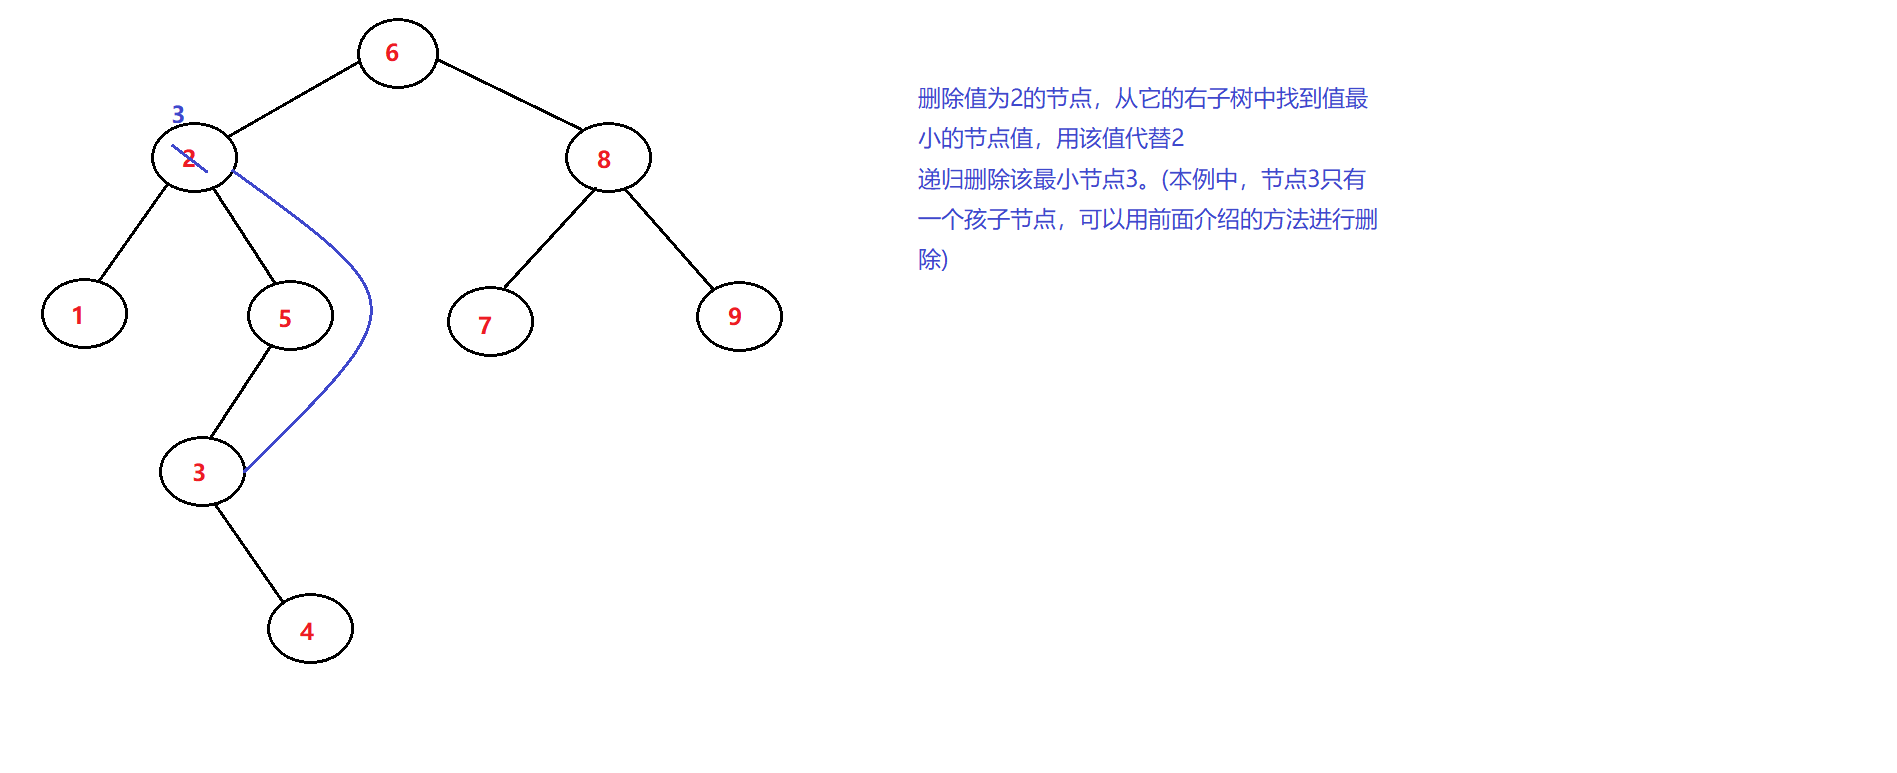 6
3
2
8
1
5
7
9
3
4
删除值为2的节点，从它的右子树中找到值最
小的节点值，用该值代替2
递归删除该最小节点3。(本例中，节点3只有
一个孩子节点，可以用前面介绍的方法进行删
除)